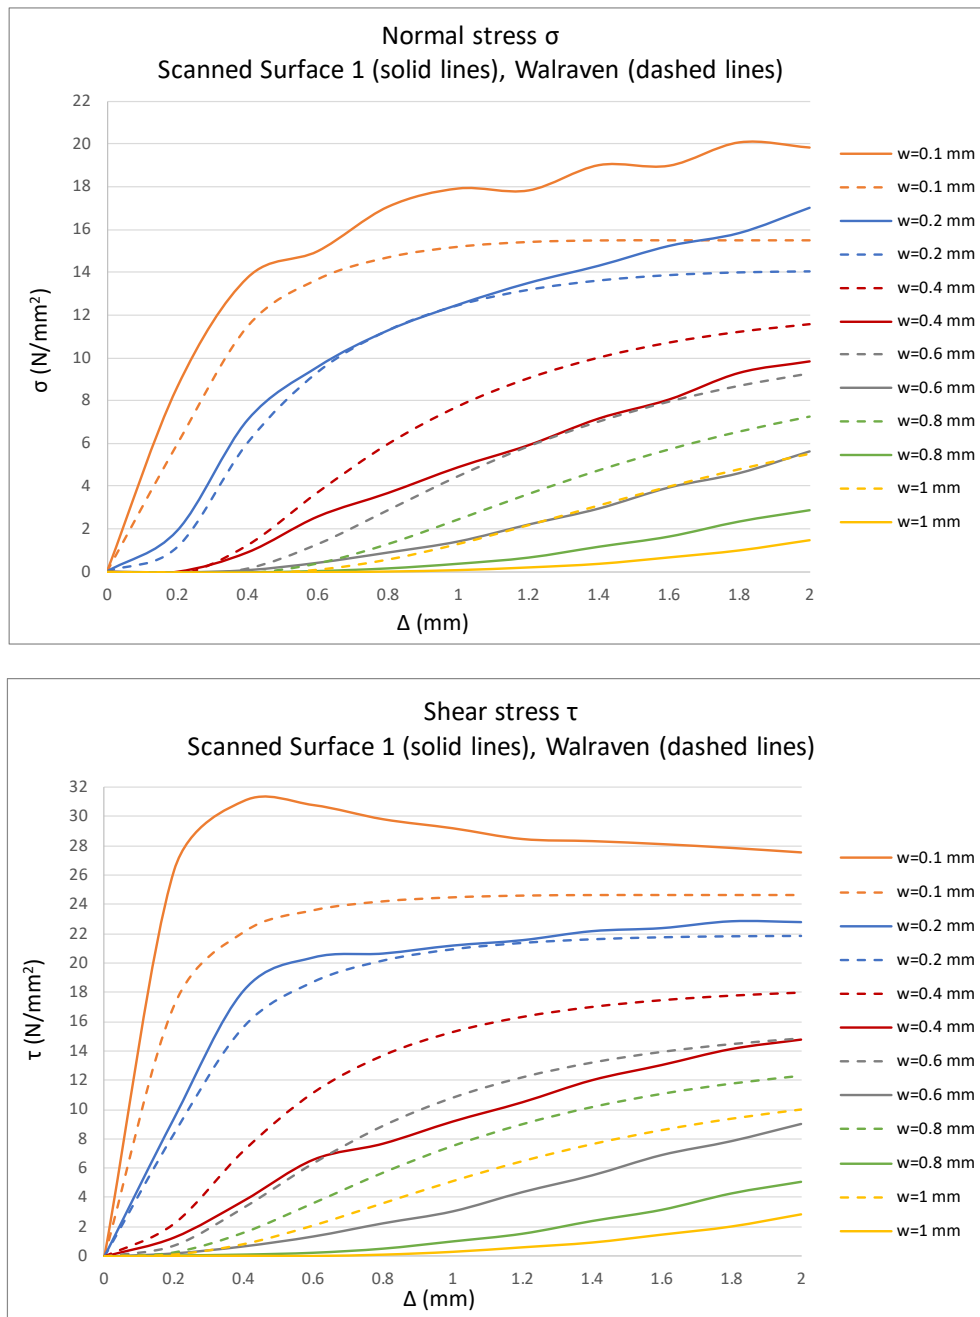 Normal stress σ
Scanned Surface 1 (solid lines), Walraven (dashed lines)
22
20
18
16
14
12
10
8
6
4
2
0
σ (N/mm²)
0 0.2 0.4 0.6 0.8 1 1.2 1.4 1.6 1.8 2
Δ (mm)
w=0.1 mm
w=0.1 mm
w=0.2 mm
w=0.2 mm
w=0.4 mm
w=0.4 mm
w=0.6 mm
w=0.6 mm
w=0.8 mm
w=0.8 mm
w=1 mm
w=1 mm
Shear stress τ
Scanned Surface 1 (solid lines), Walraven (dashed lines)
32
30
28
26
24
22
20
18
16
14
12
10
8
6
4
2
0
τ (N/mm²)
0 0.2 0.4 0.6 0.8 1 1.2 1.4 1.6 1.8 2
Δ (mm)
w=0.1 mm
w=0.1 mm
w=0.2 mm
w=0.2 mm
w=0.4 mm
w=0.4 mm
w=0.6 mm
w=0.6 mm
w=0.8 mm
w=0.8 mm
w=1 mm
w=1 mm